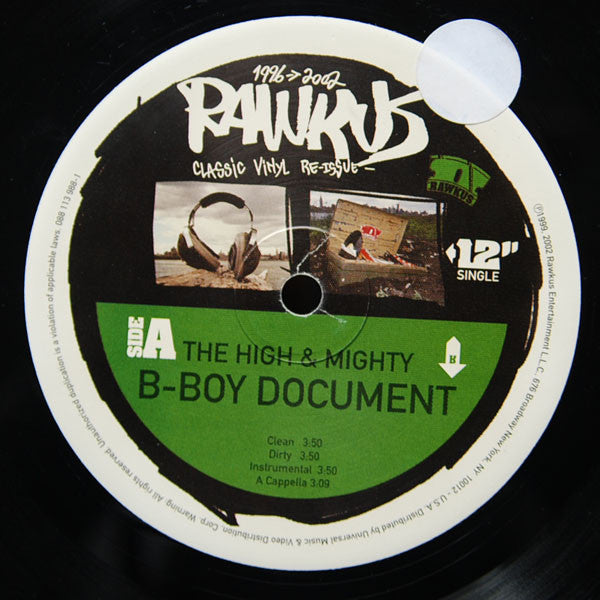 1996 > 2002
RAWKUS
CLASSIC VINYL RE-ISSUE
RAWKUS
12"
SINGLE
SIDE A
THE HIGH & MIGHTY
B-BOY DOCUMENT
Clean 3:50
Dirty 3:50
Instrumental 3:50
A Cappella 3:09
℗1999, 2002 Rawkus Entertainment L.L.C. 676 Broadway New York, NY 10012 - U.S.A. Distributed by Universal Music & Video Distribution, Corp. Warning. All rights reserved. Unauthorized duplication is a violation of applicable laws. 088 113 988-1